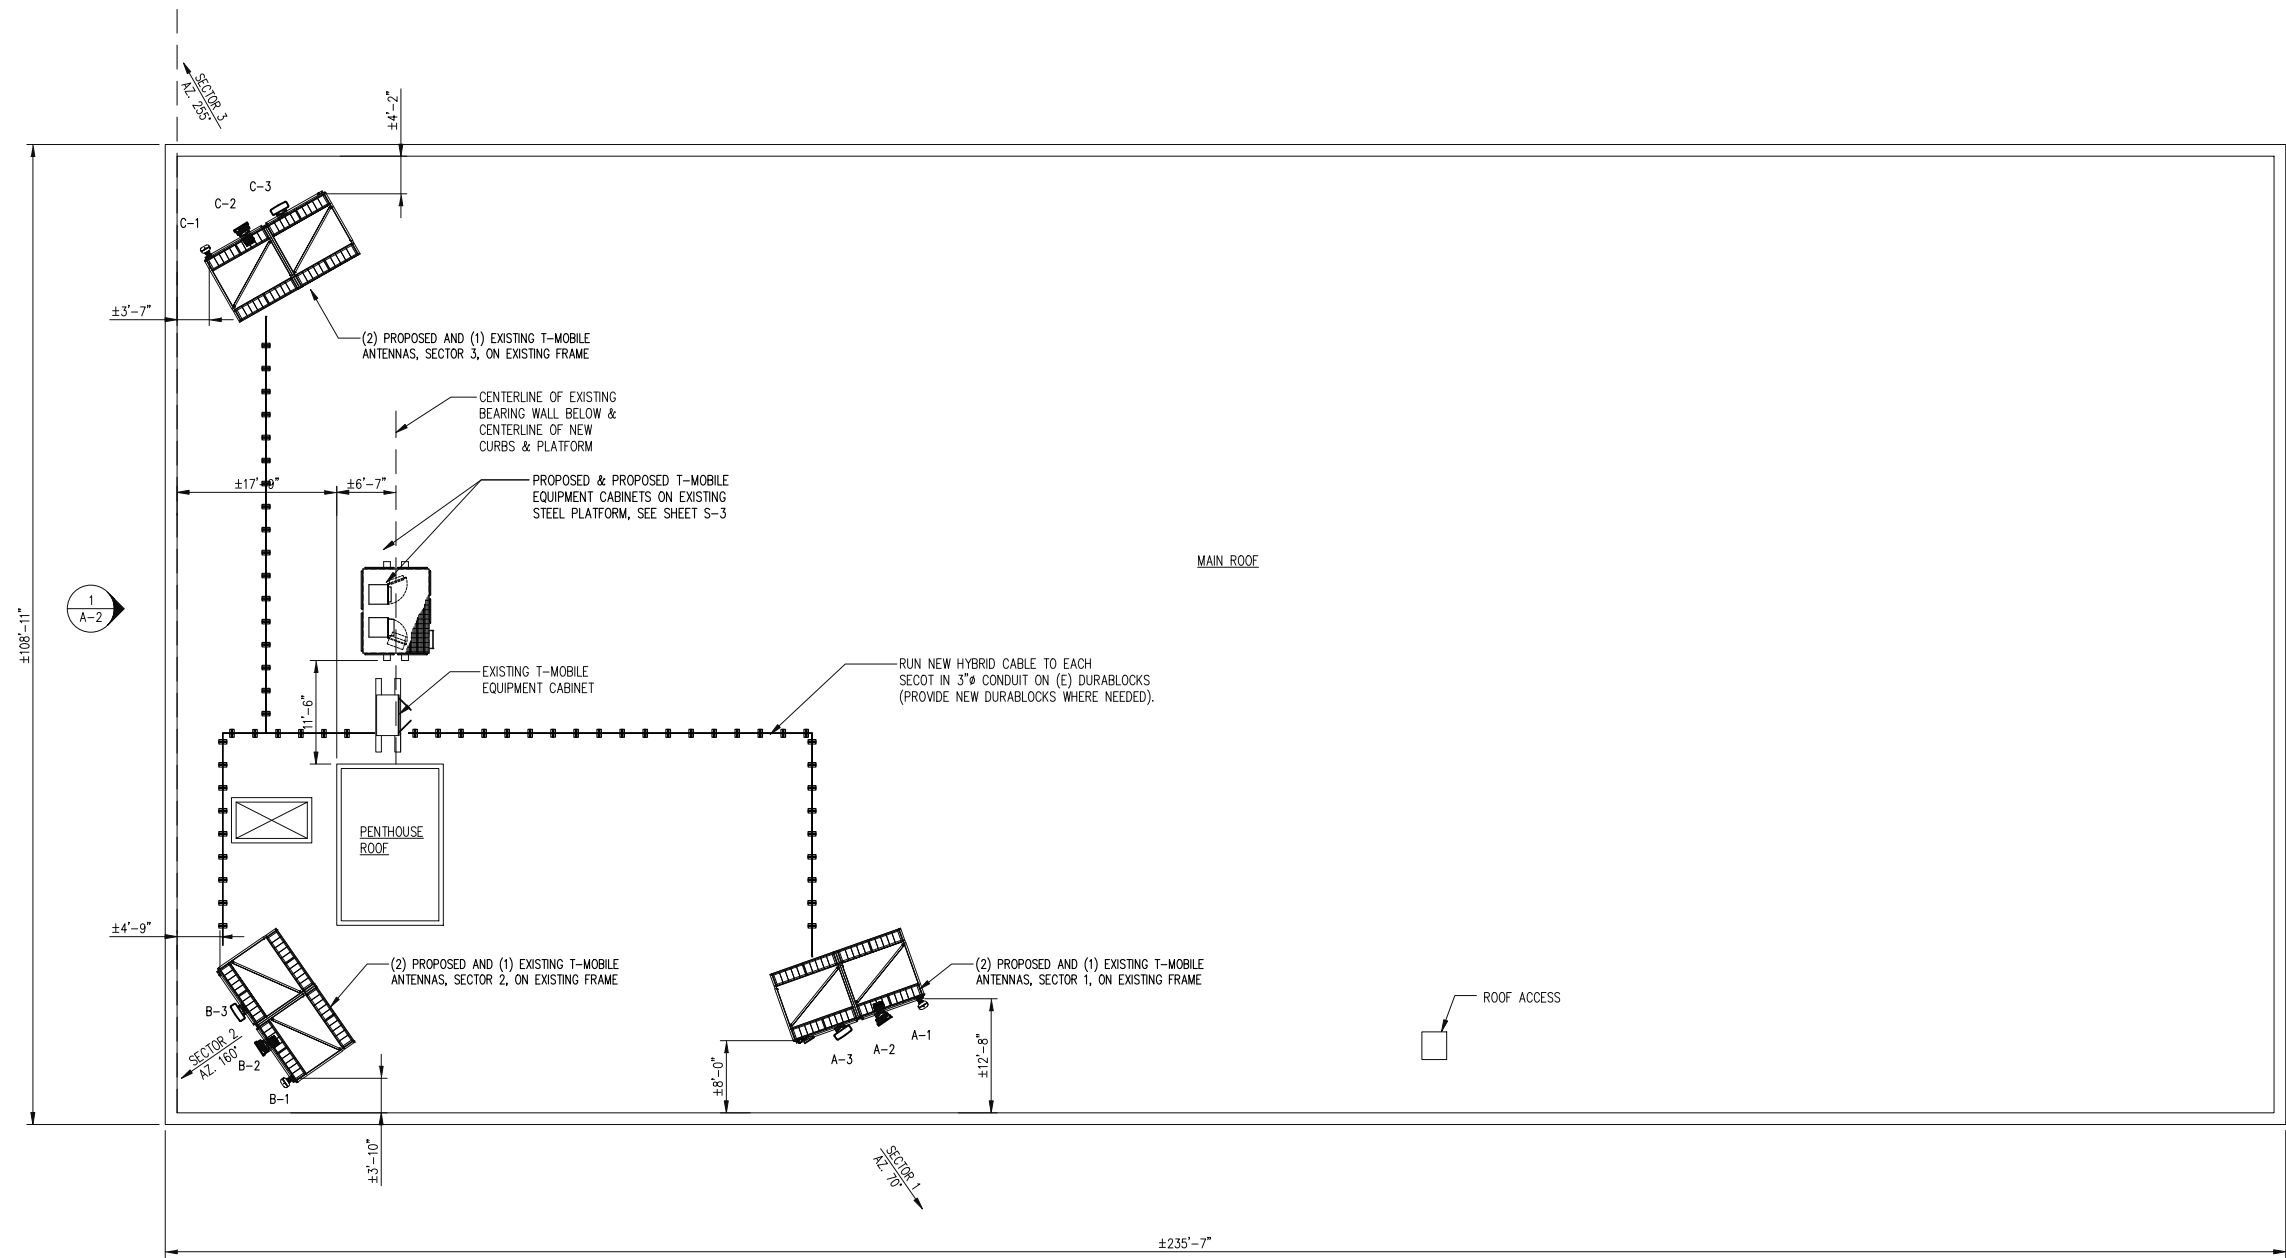 SECTOR 3
AZ. 255°
±4'-2"
C-3
C-2
C-1
±3'-7"
(2) PROPOSED AND (1) EXISTING T-MOBILE
ANTENNAS, SECTOR 3, ON EXISTING FRAME
CENTERLINE OF EXISTING
BEARING WALL BELOW &
CENTERLINE OF NEW
CURBS & PLATFORM
±17'-9"
±6'-7"
PROPOSED & PROPOSED T-MOBILE
EQUIPMENT CABINETS ON EXISTING
STEEL PLATFORM, SEE SHEET S-3
MAIN ROOF
1
A-2
±108'-11"
EXISTING T-MOBILE
EQUIPMENT CABINET
RUN NEW HYBRID CABLE TO EACH
SECOT IN 3"ø CONDUIT ON (E) DURABLOCKS
(PROVIDE NEW DURABLOCKS WHERE NEEDED).
11'-6"
PENTHOUSE
ROOF
±4'-9"
(2) PROPOSED AND (1) EXISTING T-MOBILE
ANTENNAS, SECTOR 2, ON EXISTING FRAME
(2) PROPOSED AND (1) EXISTING T-MOBILE
ANTENNAS, SECTOR 1, ON EXISTING FRAME
ROOF ACCESS
B-3
SECTOR 2
AZ. 160°
B-2
B-1
A-1
A-2
A-3
±8'-0"
±12'-8"
±3'-10"
SECTOR 1
AZ. 70°
±235'-7"